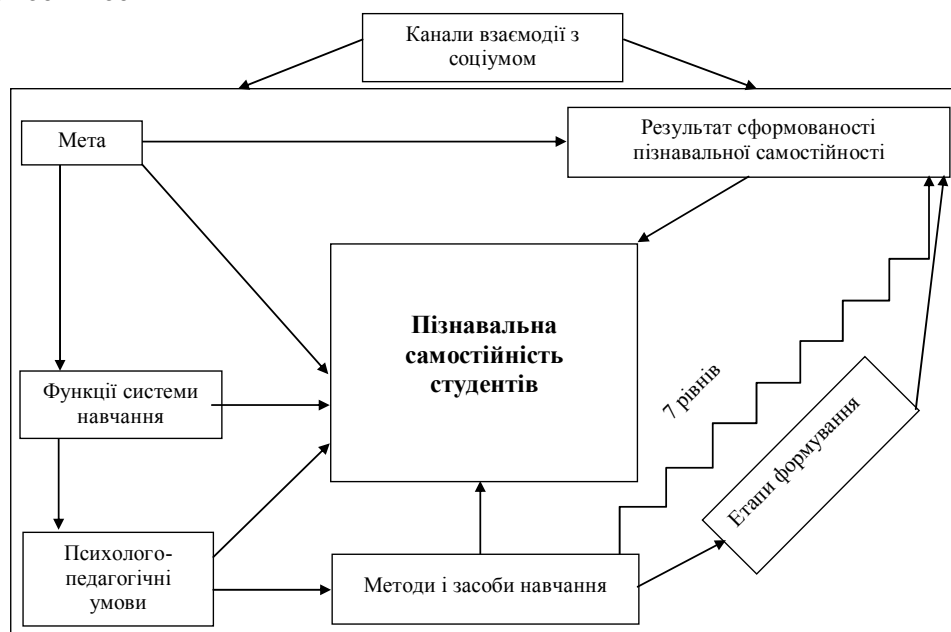 Канали взаємодії з
соціумом
Мета
Результат сформованості
пізнавальної самостійності
Пізнавальна
самостійність
студентів
Функції системи
навчання
7 рівнів
Етапи формування
Психолого-
педагогічні
умови
Методи і засоби навчання